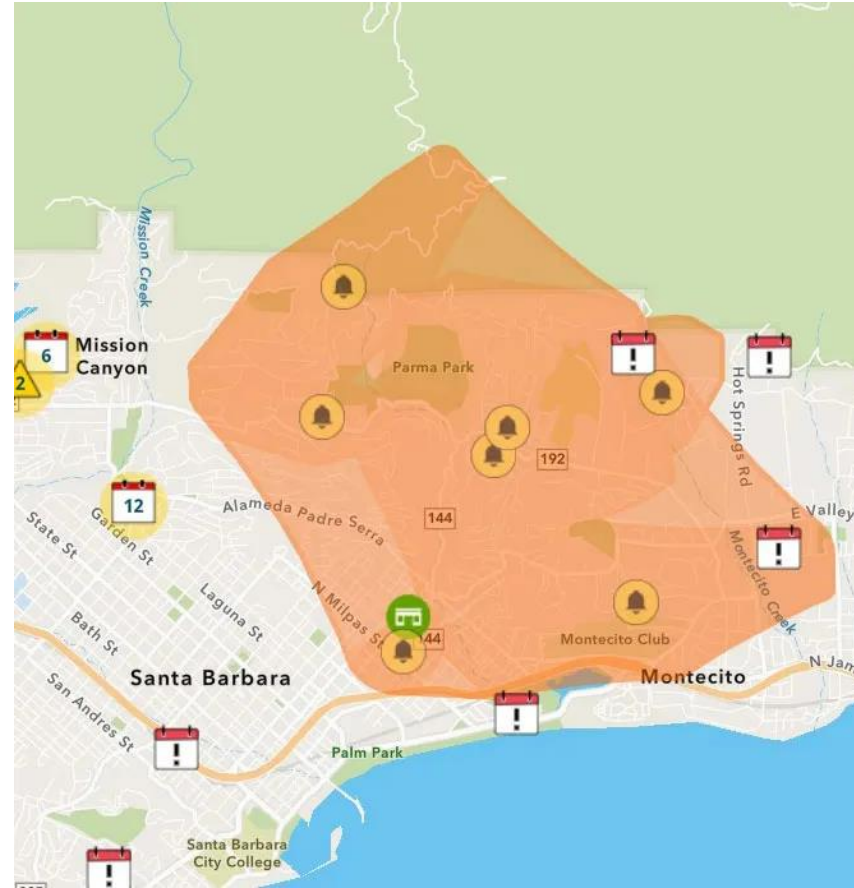 Mission Creek
6
Mission
Canyon
2
Parma Park
Hot Springs Rd
192
12
Garden St
State St
Alameda Padre Serra
144
E Valley
Laguna St
N Milpas St
Montecito Creek
Bath St
144
Montecito Club
Santa Barbara
Montecito
N Jam
San Andres St
Palm Park
Santa Barbara
City College